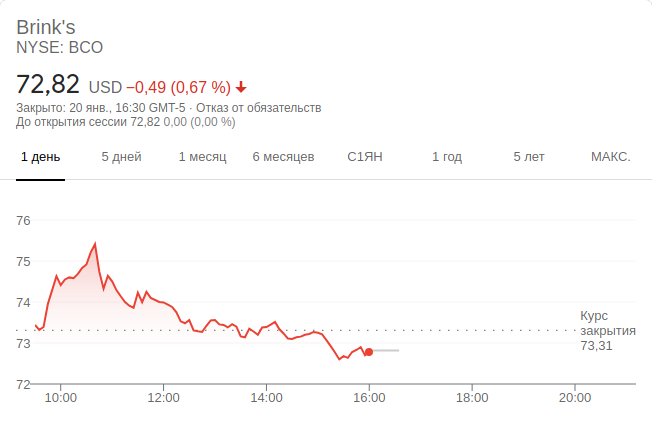 Brink's
NYSE: BCO
72,82 USD −0,49 (0,67 %)
Закрыто: 20 янв., 16:30 GMT-5 · Отказ от обязательств
До открытия сессии 72,82 0,00 (0,00 %)
1 день 5 дней 1 месяц 6 месяцев С1ЯН 1 год 5 лет МАКС.
76
75
74
Курс
закрытия
73,31
73
72
10:00 12:00 14:00 16:00 18:00 20:00